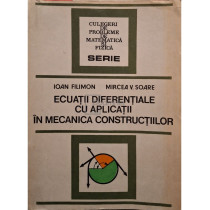 CULEGERI
DE
PROBLEME
DE
MATEMATICĂ
ȘI
FIZICĂ
SERIE
IOAN FILIMON MIRCEA V. SOARE
ECUAȚII DIFERENȚIALE
CU APLICAȚII
ÎN MECANICA CONSTRUCȚIILOR